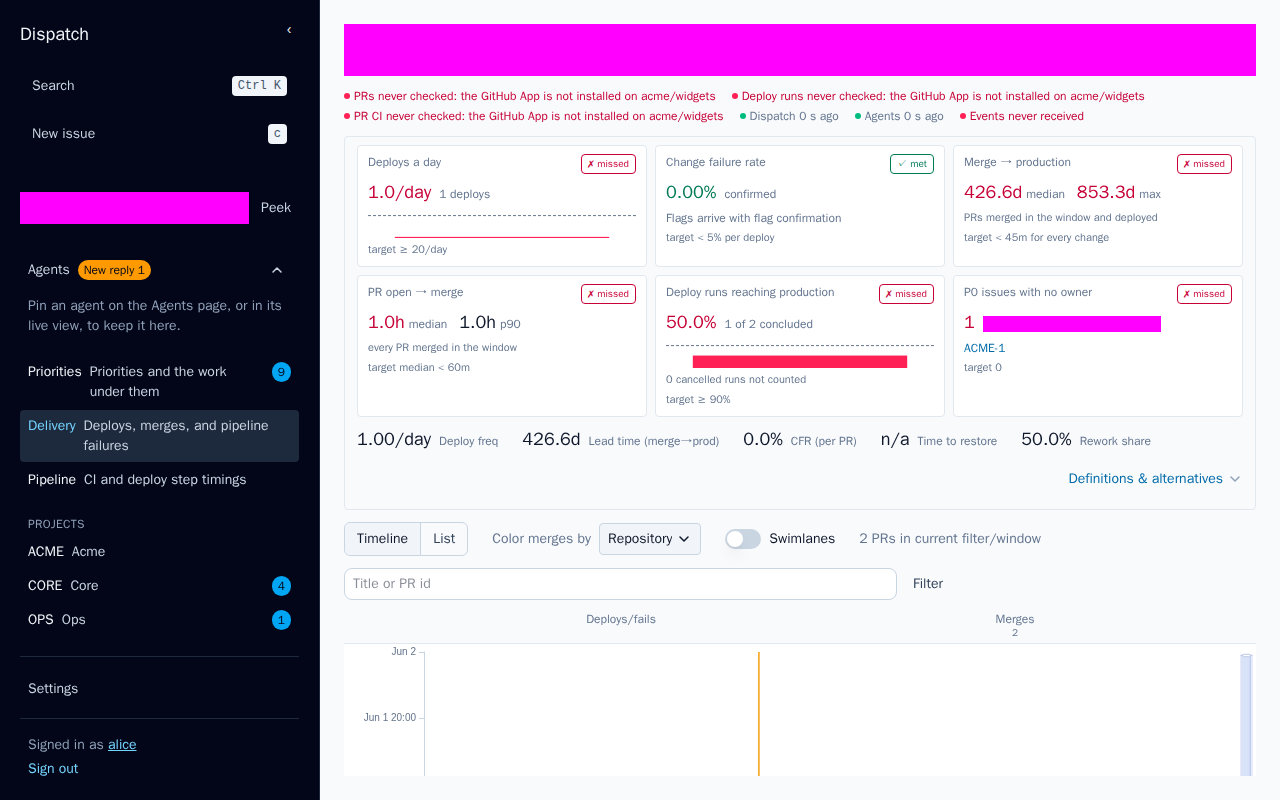 Dispatch
Search
Ctrl K
New issue
C
Peek
Agents
New reply 1
Pin an agent on the Agents page, or in its
live view, to keep it here.
Priorities Priorities and the work
under them
9
Delivery Deploys, merges, and pipeline
failures
Pipeline CI and deploy step timings
PROJECTS
ACME Acme
CORE Core
4
OPS Ops
1
Settings
Signed in as alice
Sign out
PRs never checked: the GitHub App is not installed on acme/widgets
Deploy runs never checked: the GitHub App is not installed on acme/widgets
PR CI never checked: the GitHub App is not installed on acme/widgets
Dispatch 0 s ago
Agents 0 s ago
Events never received
Deploys a day
✗ missed
1.0/day 1 deploys
target ≥ 20/day
Change failure rate
✓ met
0.00% confirmed
Flags arrive with flag confirmation
target < 5% per deploy
Merge → production
✗ missed
426.6d median 853.3d max
PRs merged in the window and deployed
target < 45m for every change
PR open → merge
✗ missed
1.0h median 1.0h p90
every PR merged in the window
target median < 60m
Deploy runs reaching production
✗ missed
50.0% 1 of 2 concluded
0 cancelled runs not counted
target ≥ 90%
P0 issues with no owner
✗ missed
1
ACME-1
target 0
1.00/day Deploy freq
426.6d Lead time (merge→prod)
0.0% CFR (per PR)
n/a Time to restore
50.0% Rework share
Definitions & alternatives
Timeline
List
Color merges by
Repository
Swimlanes
2 PRs in current filter/window
Title or PR id
Filter
Deploys/fails
Merges
2
Jun 2
Jun 1 20:00